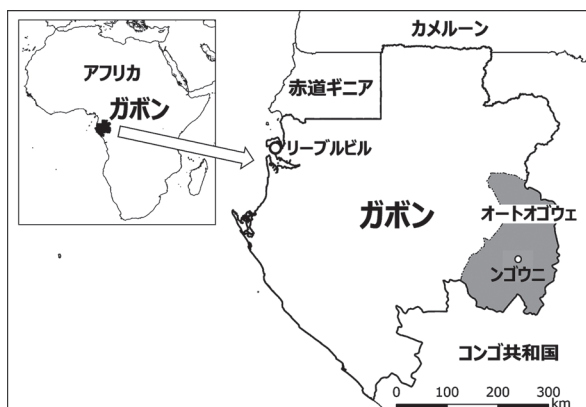 カメルーン
アフリカ
ガボン
赤道ギニア
リーブルビル
ガボン
オートオゴウェ
ンゴウニ
コンゴ共和国
0 100 200 300
km